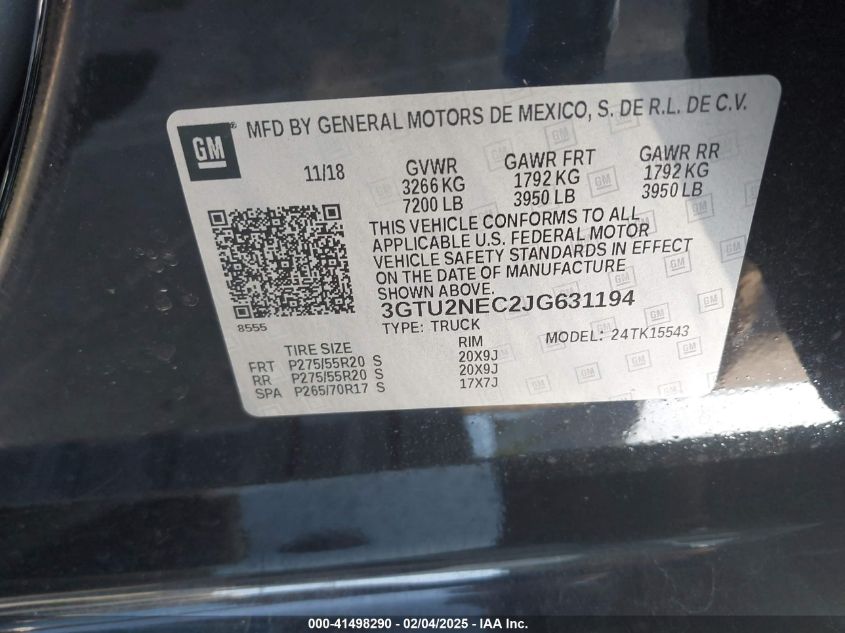 GM
®
MFD BY GENERAL MOTORS DE MEXICO, S. DE R.L. DE C.V.
11/18
GVWR
3266 KG
7200 LB
GAWR FRT
1792 KG
3950 LB
GAWR RR
1792 KG
3950 LB
THIS VEHICLE CONFORMS TO ALL
APPLICABLE U.S. FEDERAL MOTOR
VEHICLE SAFETY STANDARDS IN EFFECT
ON THE DATE OF MANUFACTURE
SHOWN ABOVE.
8555
3GTU2NEC2JG631194
TYPE: TRUCK
MODEL: 24TK15543
TIRE SIZE RIM
FRT P275/55R20 S 20X9J
RR P275/55R20 S 20X9J
SPA P265/70R17 S 17X7J
000-41498290 - 02/04/2025 - IAA Inc.